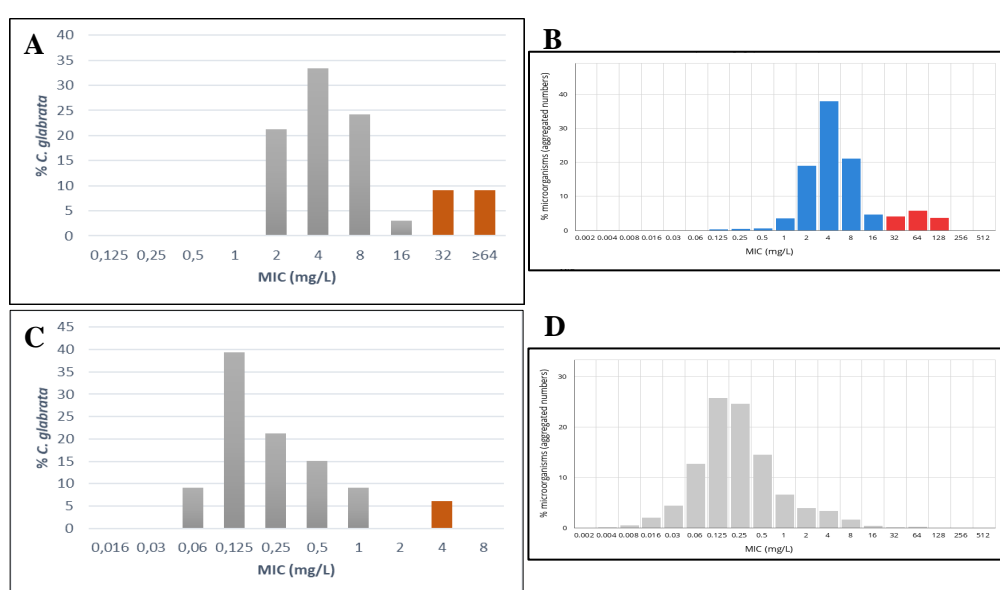 A
40
35
30
25
20
15
10
5
0
% C. glabrata
0,125 0,25 0,5 1 2 4 8 16 32 ≥64
MIC (mg/L)
B
% microorganisms (aggregated numbers)
40
30
20
10
0
0.002 0.004 0.008 0.016 0.03 0.06 0.125 0.25 0.5 1 2 4 8 16 32 64 128 256 512
MIC (mg/L)
C
45
40
35
30
25
20
15
10
5
0
% C. glabrata
0,016 0,03 0,06 0,125 0,25 0,5 1 2 4 8
MIC (mg/L)
D
% microorganisms (aggregated numbers)
30
20
10
0
0.002 0.004 0.008 0.016 0.03 0.06 0.125 0.25 0.5 1 2 4 8 16 32 64 128 256 512
MIC (mg/L)